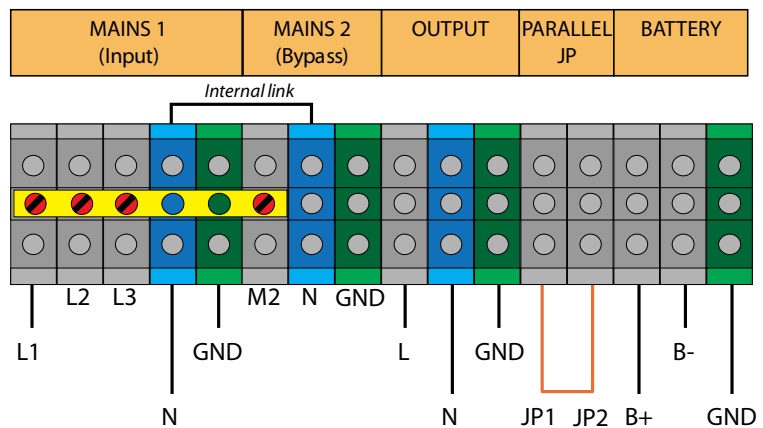 MAINS 1
(Input)
MAINS 2
(Bypass)
OUTPUT
PARALLEL
JP
BATTERY
Internal link
L2 L3 M2 N GND
L1 GND L GND B-
N N JP1 JP2 B+ GND